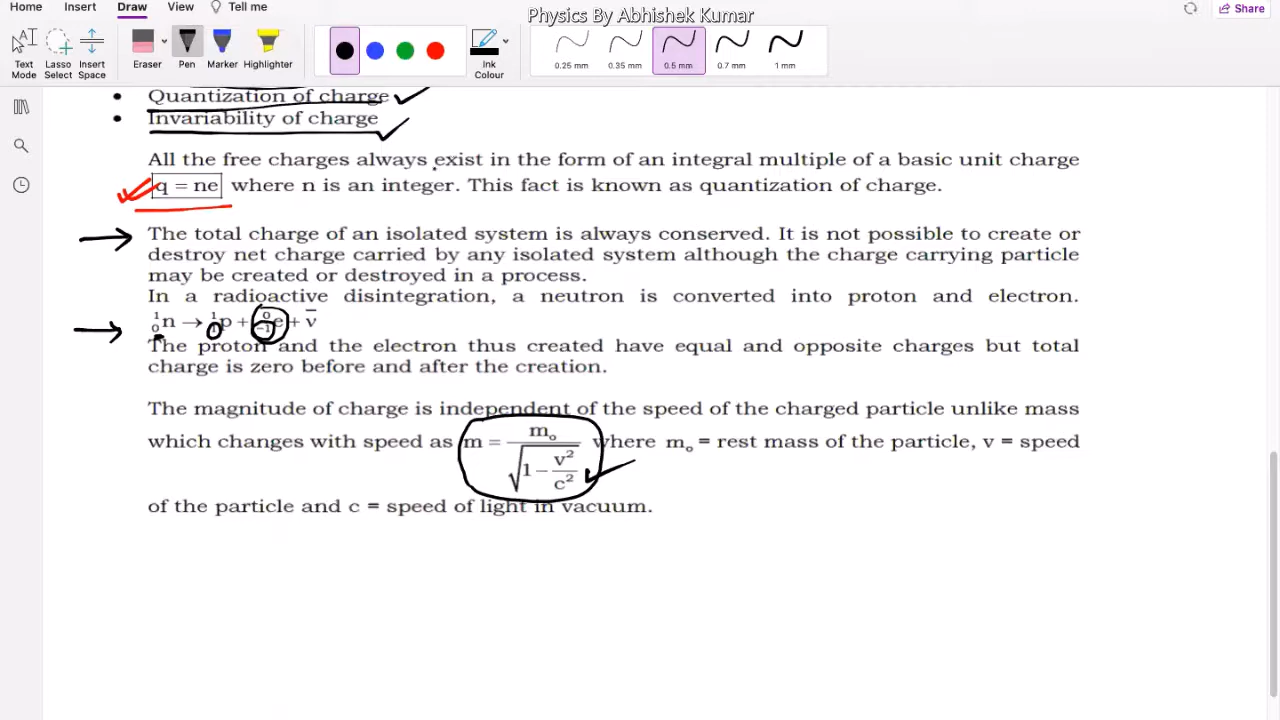 Home Insert Draw View Tell me
Physics By Abhishek Kumar
Share
Text Mode
Lasso Select
Insert Space
Eraser
Pen
Marker
Highlighter
Ink Colour
0.25 mm 0.35 mm 0.5 mm 0.7 mm 1 mm
• Quantization of charge
• Invariability of charge
All the free charges always exist in the form of an integral multiple of a basic unit charge
q = ne where n is an integer. This fact is known as quantization of charge.
The total charge of an isolated system is always conserved. It is not possible to create or
destroy net charge carried by any isolated system although the charge carrying particle
may be created or destroyed in a process.
In a radioactive disintegration, a neutron is converted into proton and electron.
¹₀n → ¹₁p + ⁰₋₁e + ν̅
The proton and the electron thus created have equal and opposite charges but total
charge is zero before and after the creation.
The magnitude of charge is independent of the speed of the charged particle unlike mass
which changes with speed as m = m₀ / √(1 − v²/c²) where m₀ = rest mass of the particle, v = speed
of the particle and c = speed of light in vacuum.